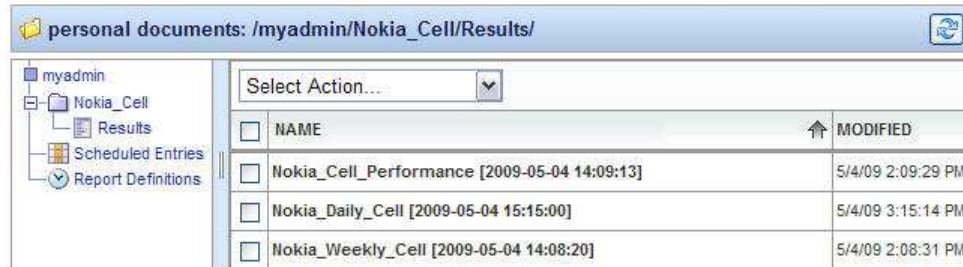 personal documents: /myadmin/Nokia_Cell/Results/
myadmin
Nokia_Cell
Results
Scheduled Entries
Report Definitions
Select Action...
NAME MODIFIED
Nokia_Cell_Performance [2009-05-04 14:09:13] 5/4/09 2:09:29 PM
Nokia_Daily_Cell [2009-05-04 15:15:00] 5/4/09 3:15:14 PM
Nokia_Weekly_Cell [2009-05-04 14:08:20] 5/4/09 2:08:31 PM